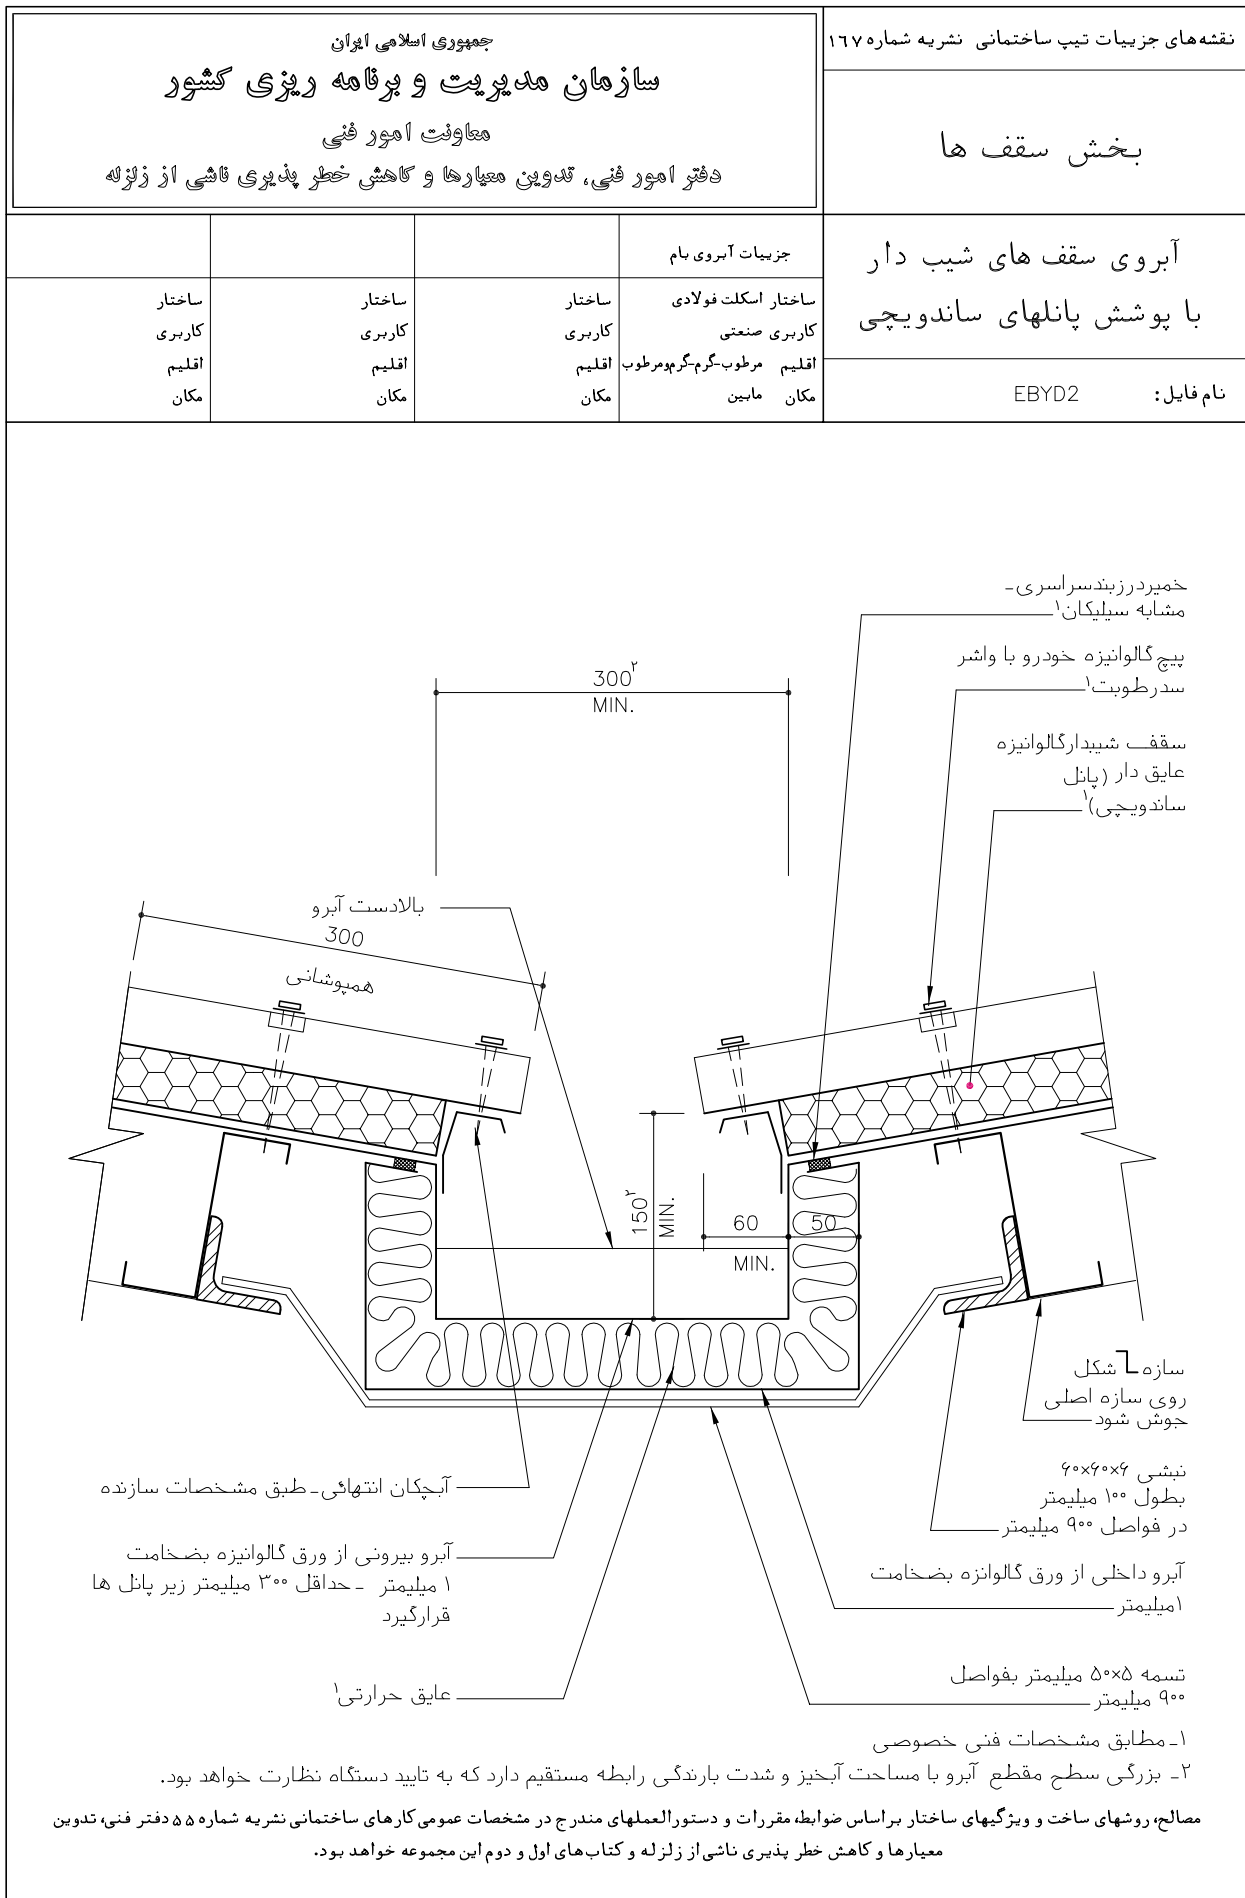 نقشه‌های جزییات تیپ ساختمانی نشریه شماره ۱٦٧
بخش سقف ها
آبروی سقف های شیب دار
با پوشش پانلهای ساندویچی
نام فایل: EBYD2
جمهوری اسلامی ایران
سازمان مدیریت و برنامه ریزی کشور
معاونت امور فنی
دفتر امور فنی، تدوین معیارها و کاهش خطر پذیری ناشی از زلزله
جزییات آبروی بام
ساختار اسکلت فولادی
کاربری صنعتی
اقلیم مرطوب-گرم-گرم‌ومرطوب
مکان مابین
ساختار
کاربری
اقلیم
مکان
ساختار
کاربری
اقلیم
مکان
ساختار
کاربری
اقلیم
مکان
خمیردرزبندسراسری-
مشابه سیلیکان۱
پیچ گالوانیزه خودرو با واشر
سدرطوبت۱
سقف شیبدارگالوانیزه
عایق دار (پانل
ساندویچی)۱
300۲
MIN.
بالادست آبرو
300
همپوشانی
150۲
MIN.
60
50
MIN.
سازه شکل
روی سازه اصلی
جوش شود
نبشی ۶۰×۶۰×۶
بطول ۱۰۰ میلیمتر
در فواصل ۹۰۰ میلیمتر
آبرو داخلی از ورق گالوانزه بضخامت
۱میلیمتر
تسمه ۵۰×۵ میلیمتر بفواصل
۹۰۰ میلیمتر
آبچکان انتهائی- طبق مشخصات سازنده
آبرو بیرونی از ورق گالوانیزه بضخامت
۱ میلیمتر - حداقل ۳۰۰ میلیمتر زیر پانل ها
قرارگیرد
عایق حرارتی۱
۱- مطابق مشخصات فنی خصوصی
۲- بزرگی سطح مقطع آبرو با مساحت آبخیز و شدت بارندگی رابطه مستقیم دارد که به تایید دستگاه نظارت خواهد بود.
مصالح، روشهای ساخت و ویژگیهای ساختار براساس ضوابط، مقررات و دستورالعملهای مندرج در مشخصات عمومی کارهای ساختمانی نشریه شماره ۵۵ دفتر فنی، تدوین
معیارها و کاهش خطر پذیری ناشی از زلزله و کتاب‌های اول و دوم این مجموعه خواهد بود.